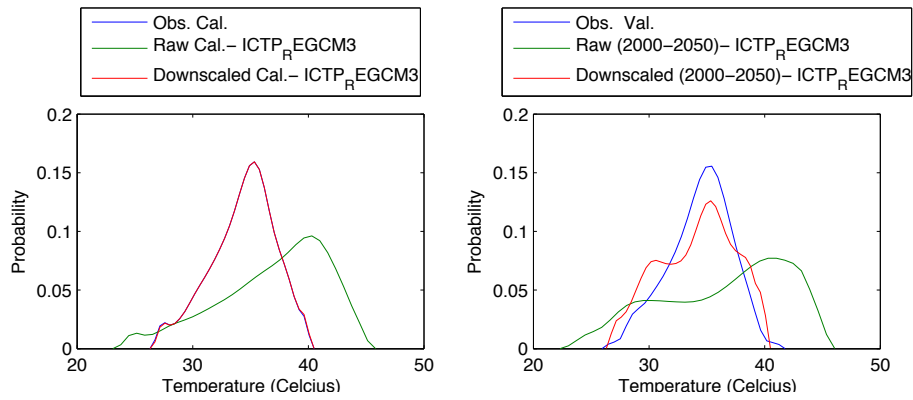 Obs. Cal.
Raw Cal.− ICTP_REGCM3
Downscaled Cal.− ICTP_REGCM3
0.2
0.15
0.1
0.05
0
Probability
20 30 40 50
Temperature (Celcius)
Obs. Val.
Raw (2000−2050)− ICTP_REGCM3
Downscaled (2000−2050)− ICTP_REGCM3
0.2
0.15
0.1
0.05
0
Probability
20 30 40 50
Temperature (Celcius)